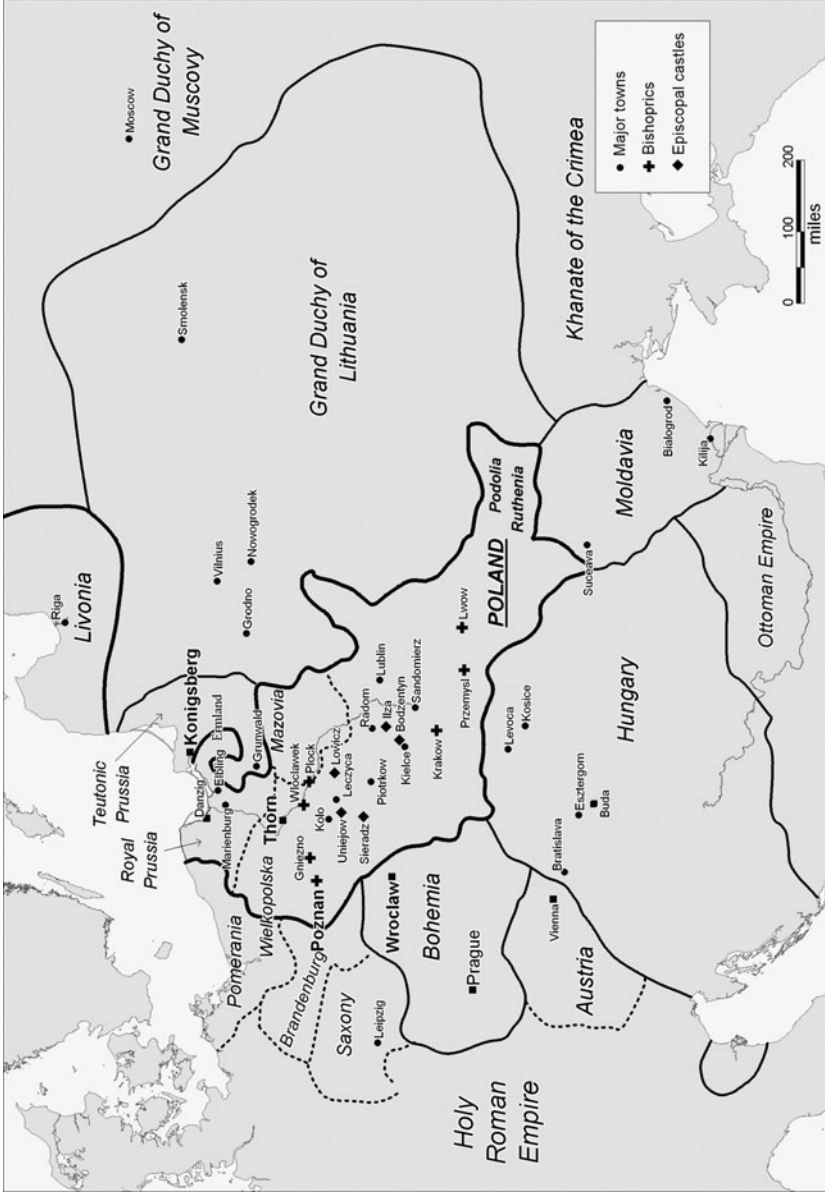 Moscow
Grand Duchy of
Muscovy
Smolensk
Grand Duchy of
Lithuania
Khanate of the Crimea
Major towns
Bishoprics
Episcopal castles
0 100 200
miles
Riga
Livonia
Vilnius
Nowogrodek
Grodno
Teutonic
Prussia
Royal
Prussia
Konigsberg
Ermland
Elbling
Danzig
Marienburg
Grunwald
Mazovia
Pomerania
Wielkopolska
Thorn
Wloclawek
Plock
Gniezno
Poznan
Kolo
Lowicz
Leczyca
Uniejow
Sieradz
Piotrkow
Radom
Ilza
Bodzentyn
Kielce
Lublin
Sandomierz
Krakow
Przemysl
Lwow
POLAND
Podolia
Ruthenia
Brandenburg
Saxony
Leipzig
Wroclaw
Bohemia
Prague
Holy
Roman
Empire
Vienna
Austria
Bratislava
Esztergom
Buda
Levoca
Kosice
Hungary
Suceava
Moldavia
Bialogrod
Kilija
Ottoman Empire